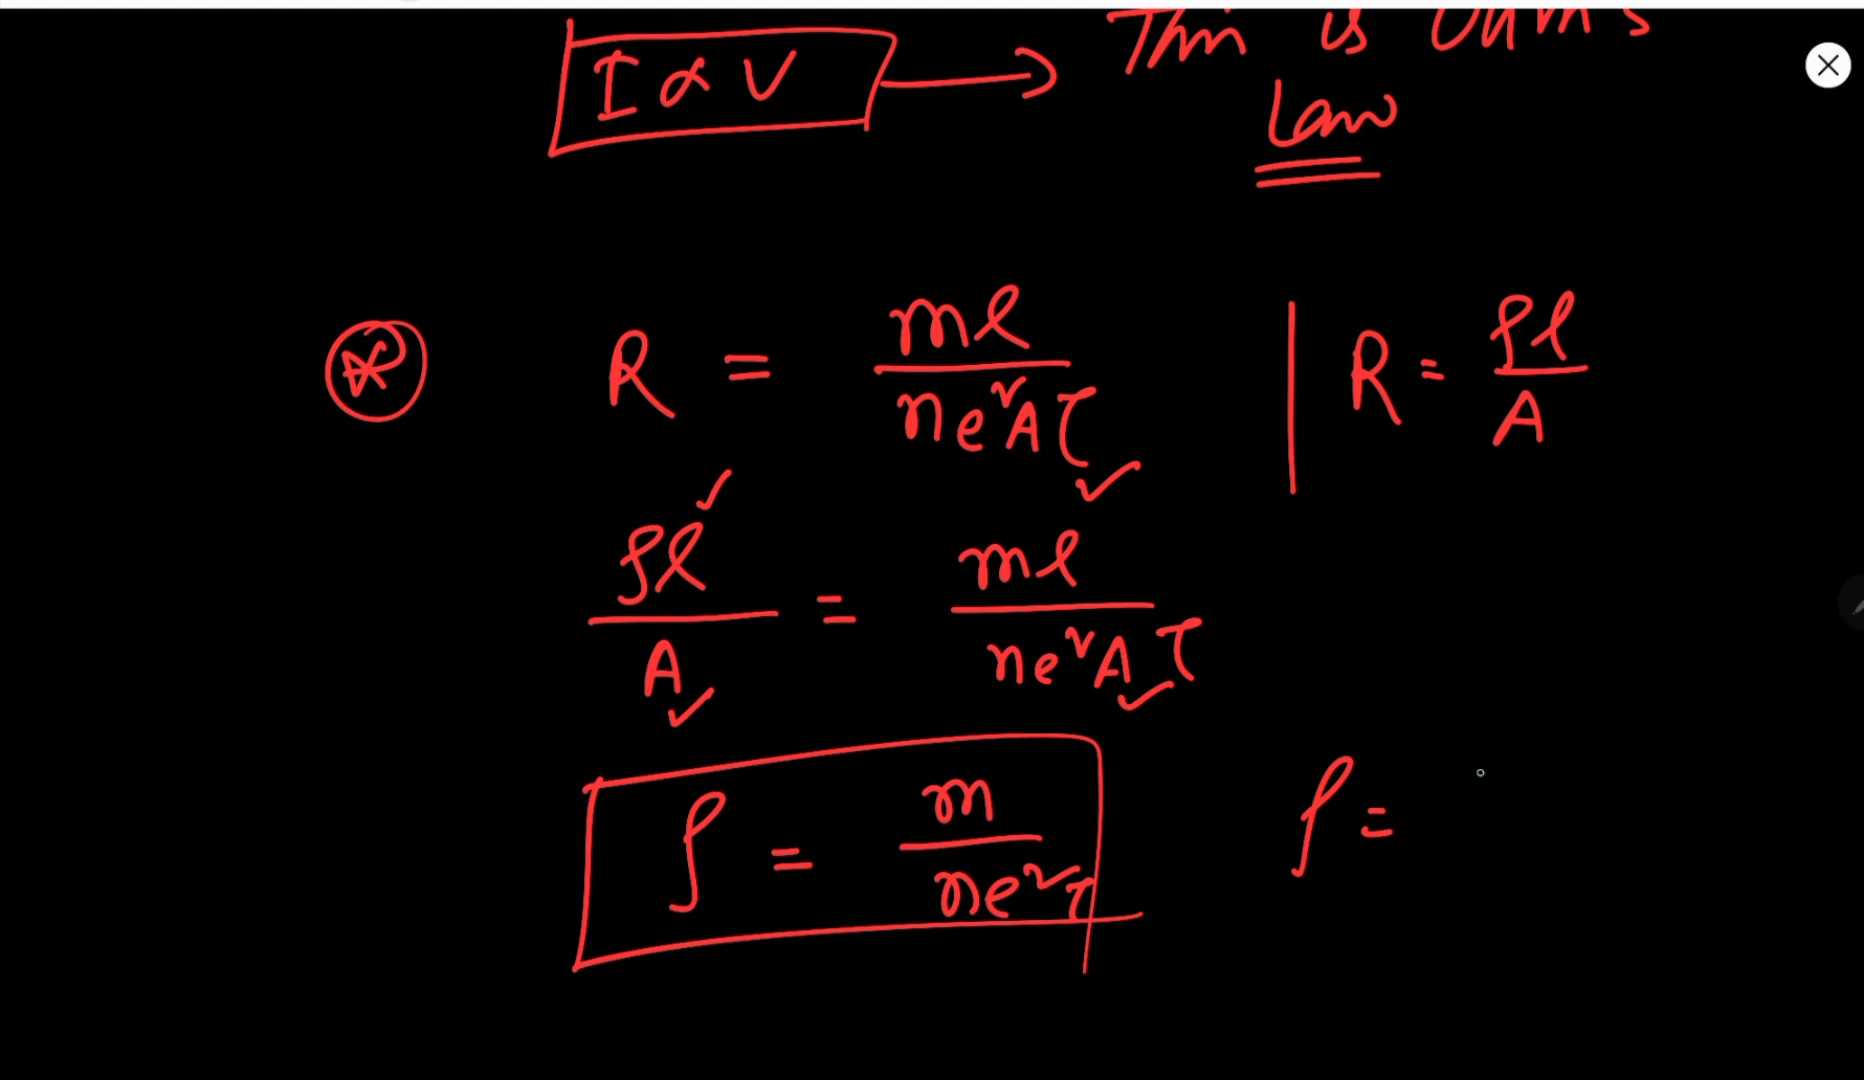 I ∝ V → This is Ohm's
Law
R = ml / ne²Aτ | R = ρl / A
ρl / A = ml / ne²Aτ
ρ = m / ne²τ
ρ =